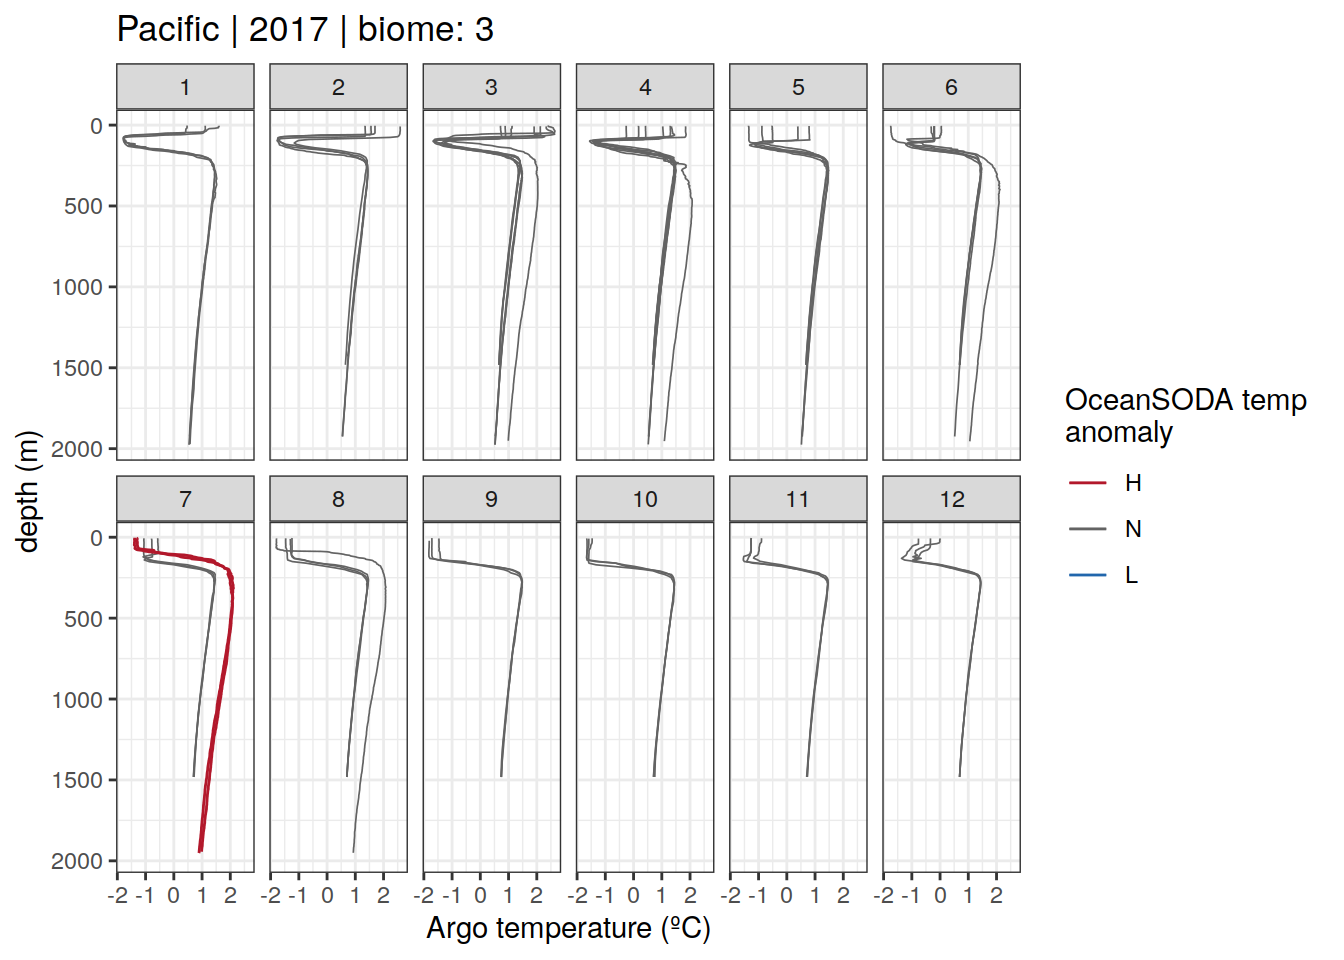 Pacific | 2017 | biome: 3
1 2 3 4 5 6
0
500
1000
1500
2000
7 8 9 10 11 12
0
500
1000
1500
2000
-2 -1 0 1 2 -2 -1 0 1 2 -2 -1 0 1 2 -2 -1 0 1 2 -2 -1 0 1 2 -2 -1 0 1 2
Argo temperature (ºC)
depth (m)
OceanSODA temp
anomaly
H
N
L